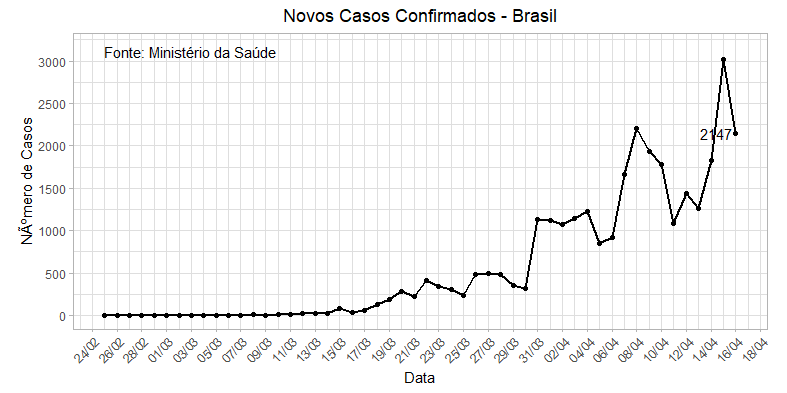 Novos Casos Confirmados - Brasil
Fonte: Ministério da Saúde
NÃºmero de Casos
3000
2500
2000
1500
1000
500
0
2147
24/02 26/02 28/02 01/03 03/03 05/03 07/03 09/03 11/03 13/03 15/03 17/03 19/03 21/03 23/03 25/03 27/03 29/03 31/03 02/04 04/04 06/04 08/04 10/04 12/04 14/04 16/04 18/04
Data